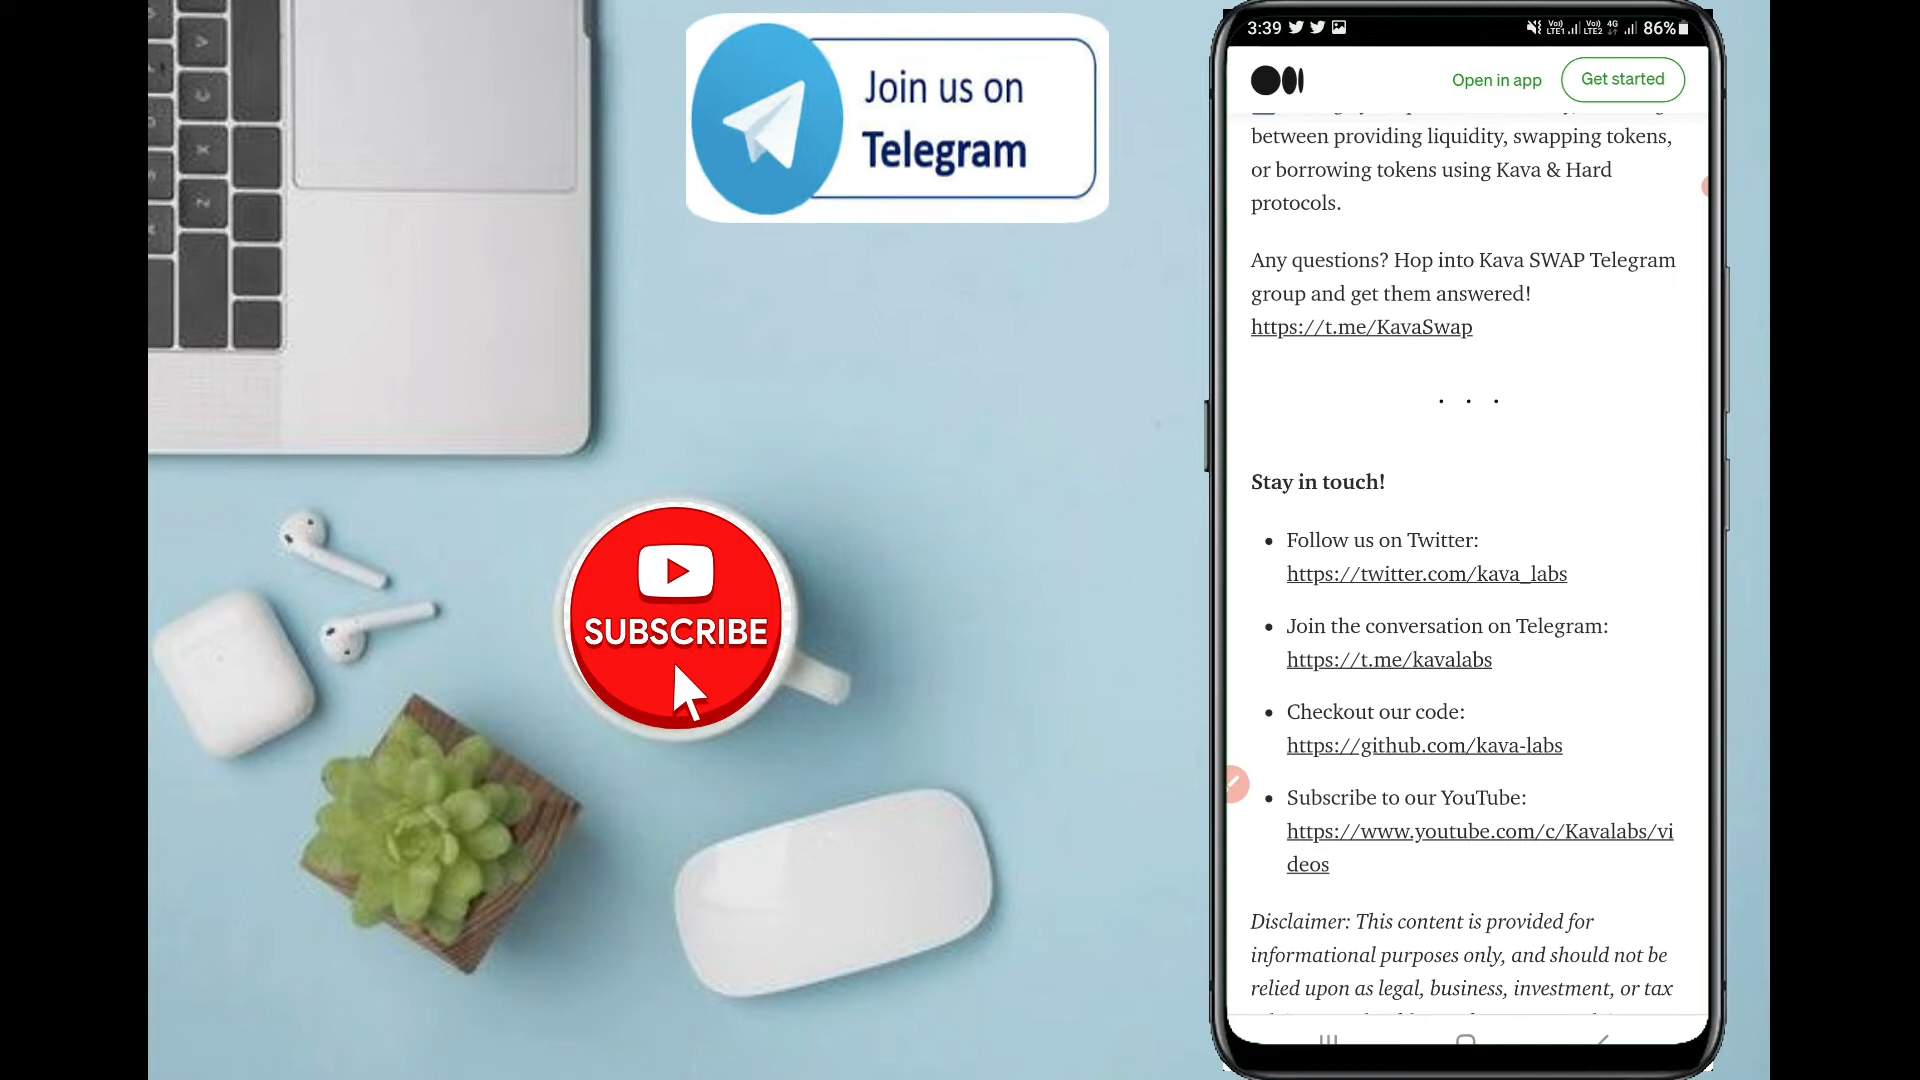 Join us on
Telegram
SUBSCRIBE
3:39
Vo)) LTE1 Vo)) LTE2 4G 86%
Open in app Get started
between providing liquidity, swapping tokens,
or borrowing tokens using Kava & Hard
protocols.
Any questions? Hop into Kava SWAP Telegram
group and get them answered!
https://t.me/KavaSwap
. . .
Stay in touch!
• Follow us on Twitter:
https://twitter.com/kava_labs
• Join the conversation on Telegram:
https://t.me/kavalabs
• Checkout our code:
https://github.com/kava-labs
• Subscribe to our YouTube:
https://www.youtube.com/c/Kavalabs/vi
deos
Disclaimer: This content is provided for
informational purposes only, and should not be
relied upon as legal, business, investment, or tax